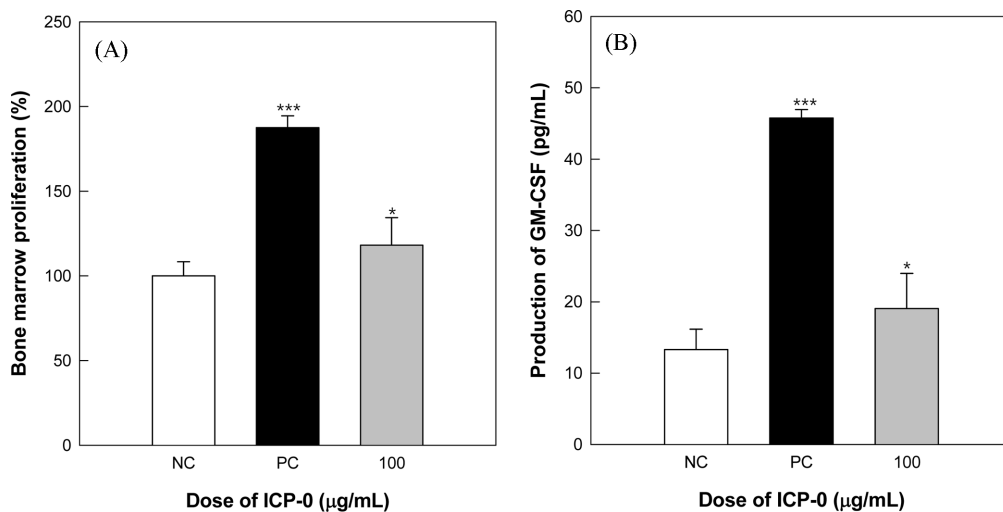 (A)
Bone marrow proliferation (%)
250
200
150
100
50
0
***
*
NC PC 100
Dose of ICP-0 (μg/mL)
(B)
Production of GM-CSF (pg/mL)
60
50
40
30
20
10
0
***
*
NC PC 100
Dose of ICP-0 (μg/mL)